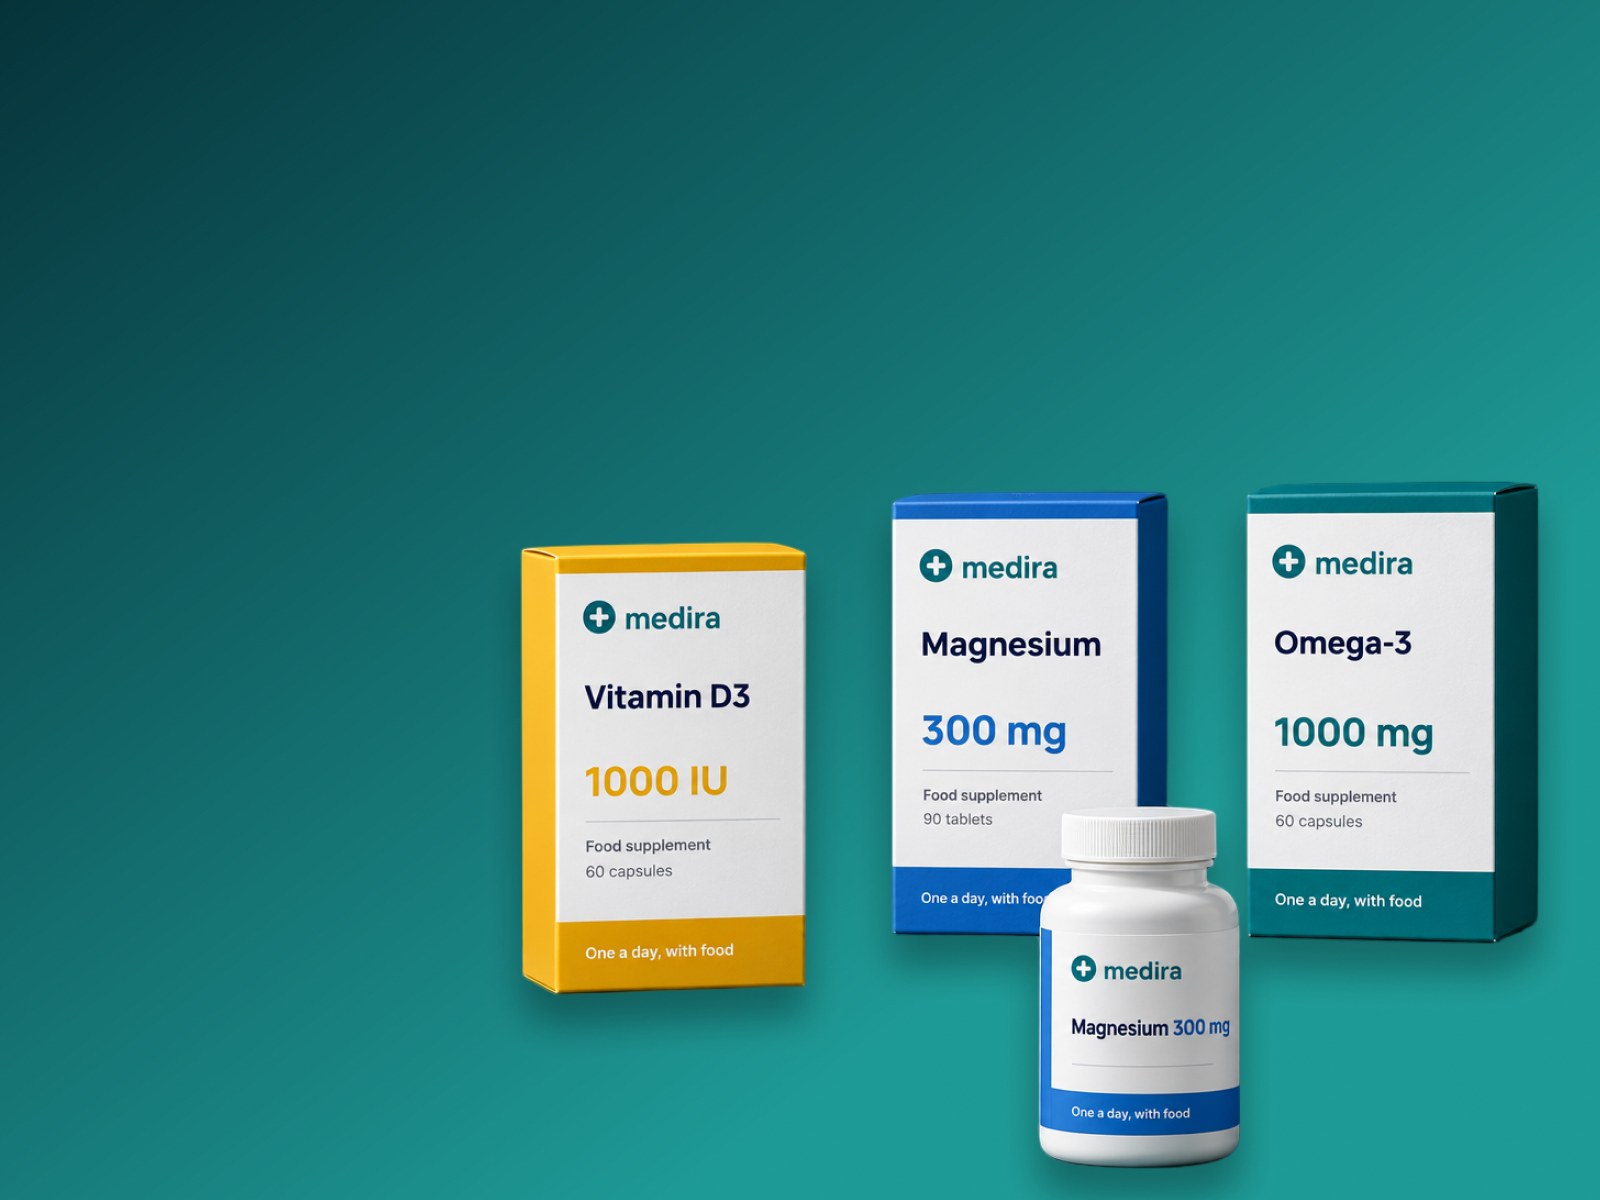 medira
Vitamin D3
1000 IU
Food supplement
60 capsules
One a day, with food
medira
Magnesium
300 mg
Food supplement
90 tablets
One a day, with foo
medira
Omega-3
1000 mg
Food supplement
60 capsules
One a day, with food
medira
Magnesium 300 mg
One a day, with food